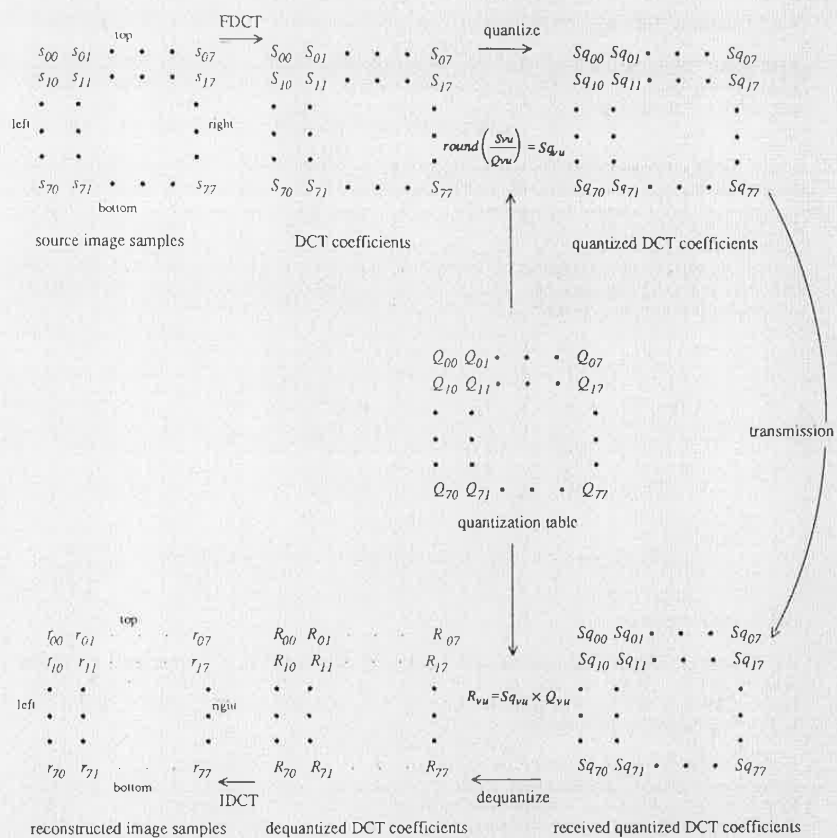 FDCT
top
quantize
s00 s01 • • • s07 S00 S01 • • • • S07 Sq00 Sq01 • • • Sq07
s10 s11 • • • s17 S10 S11 • • • • S17 Sq10 Sq11 • • • Sq17
left right
round(Svu/Qvu) = Sqvu
s70 s71 • • • s77 S70 S71 • • • • S77 Sq70 Sq71 • • • Sq77
bottom
source image samples DCT coefficients quantized DCT coefficients
Q00 Q01 • • • Q07
Q10 Q11 • • • Q17
transmission
Q70 Q71 • • • Q77
quantization table
top
r00 r01 · · · r07 R00 R01 · · · · R07 Sq00 Sq01 • • • Sq07
r10 r11 · · · r17 R10 R11 · · · · R17 Sq10 Sq11 • • • Sq17
left right Rvu = Sqvu × Qvu
r70 r71 · · · r77 R70 R71 · · · · R77 Sq70 Sq71 • • • Sq77
bottom IDCT dequantize
reconstructed image samples dequantized DCT coefficients received quantized DCT coefficients